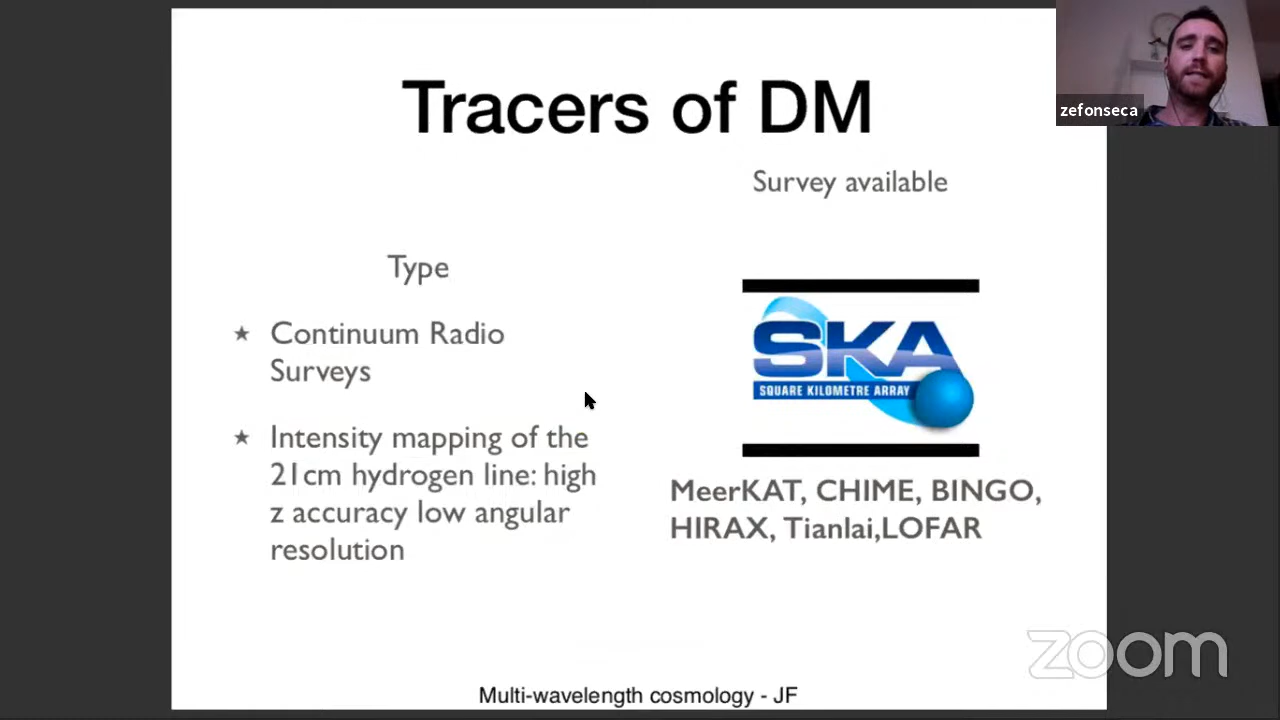 Tracers of DM
zefonseca
Survey available
Type
★ Continuum Radio
Surveys
★ Intensity mapping of the
21cm hydrogen line: high
z accuracy low angular
resolution
SKA
SQUARE KILOMETRE ARRAY
MeerKAT, CHIME, BINGO,
HIRAX, Tianlai,LOFAR
zoom
Multi-wavelength cosmology - JF